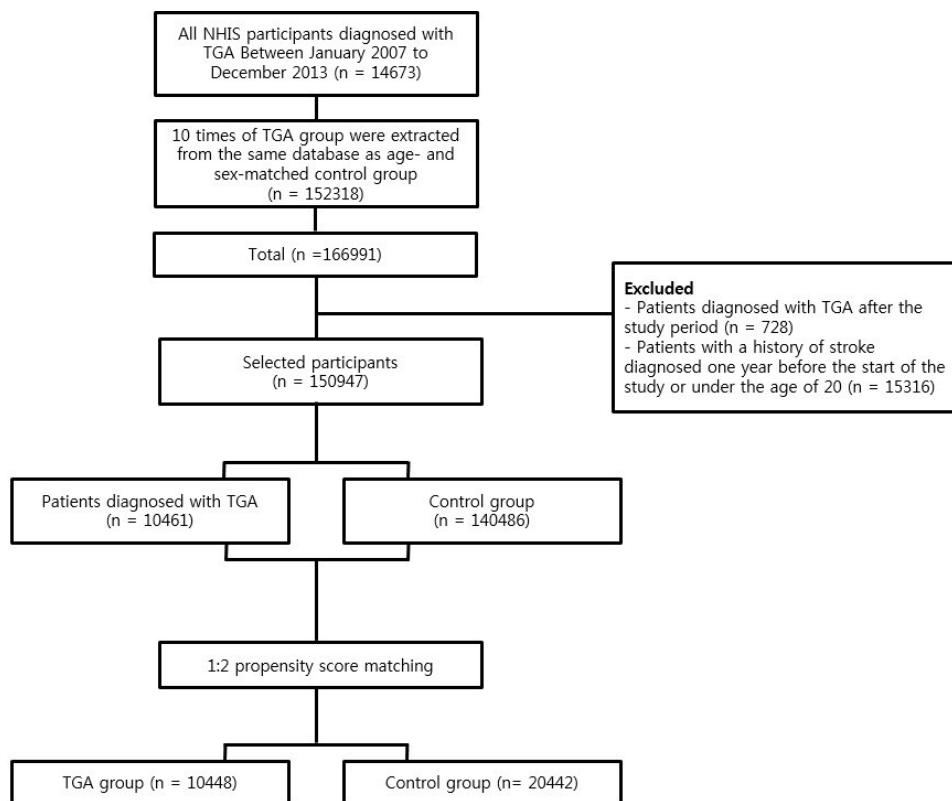 All NHIS participants diagnosed with
TGA Between January 2007 to
December 2013 (n = 14673)
10 times of TGA group were extracted
from the same database as age- and
sex-matched control group
(n = 152318)
Total (n =166991)
Excluded
- Patients diagnosed with TGA after the
study period (n = 728)
- Patients with a history of stroke
diagnosed one year before the start of the
study or under the age of 20 (n = 15316)
Selected participants
(n = 150947)
Patients diagnosed with TGA
(n = 10461)
Control group
(n = 140486)
1:2 propensity score matching
TGA group (n = 10448)
Control group (n= 20442)